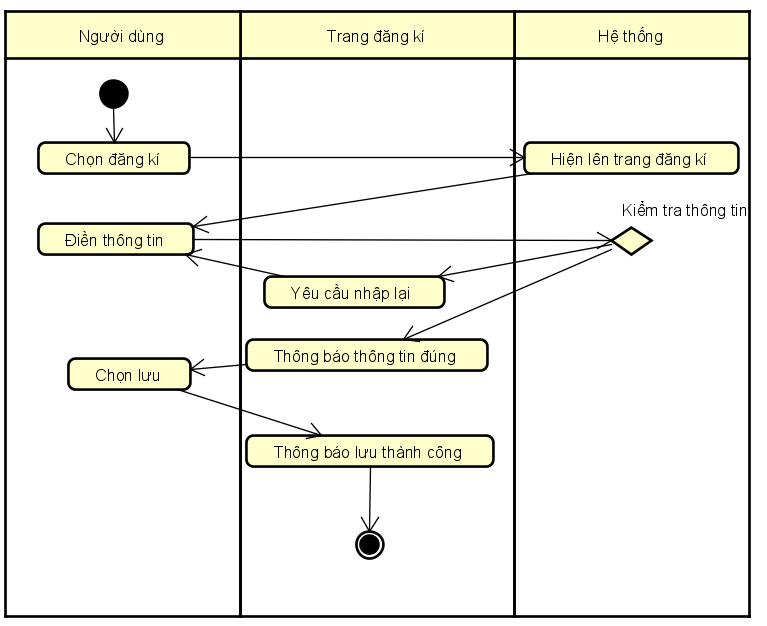 Người dùng
Trang đăng kí
Hệ thống
Chọn đăng kí
Hiện lên trang đăng kí
Kiểm tra thông tin
Điền thông tin
Yêu cầu nhập lại
Thông báo thông tin đúng
Chọn lưu
Thông báo lưu thành công